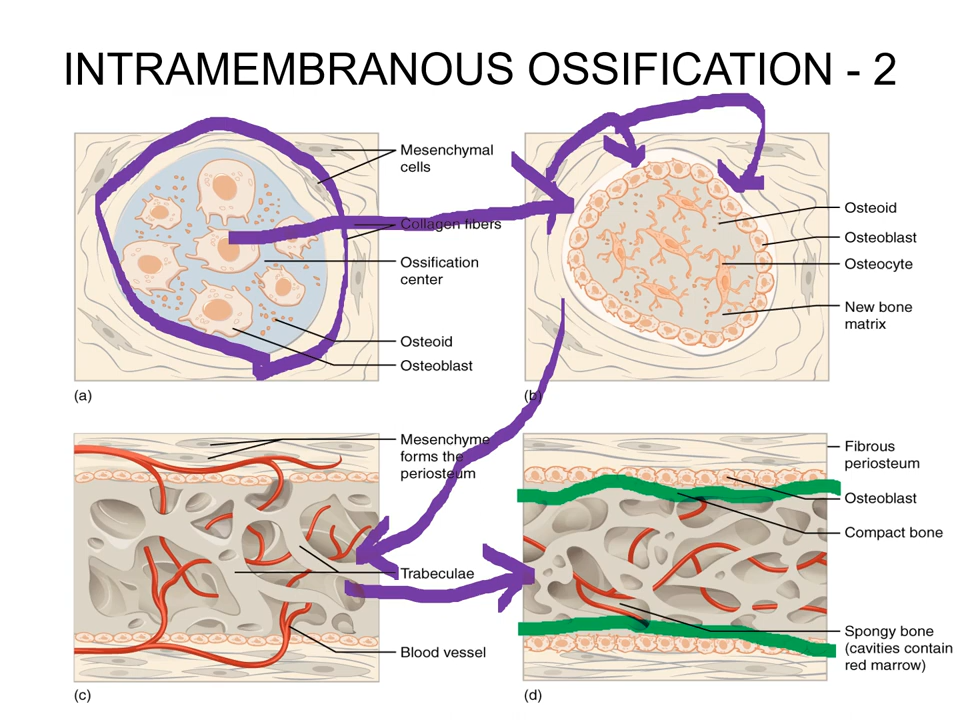 INTRAMEMBRANOUS OSSIFICATION - 2
Mesenchymal
cells
Collagen fibers
Ossification
center
Osteoid
Osteoblast
(a)
Osteoid
Osteoblast
Osteocyte
New bone
matrix
(b)
Mesenchyme
forms the
periosteum
Trabeculae
Blood vessel
(c)
Fibrous
periosteum
Osteoblast
Compact bone
Spongy bone
(cavities contain
red marrow)
(d)